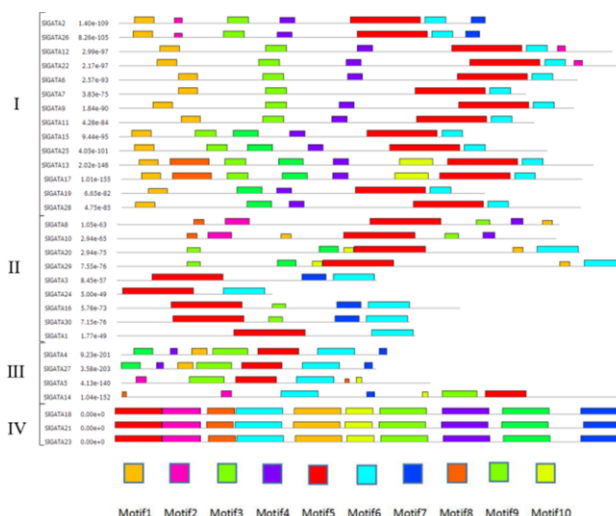 SlGATA2 1.40e-109
SlGATA26 8.26e-105
SlGATA12 2.99e-97
SlGATA22 2.17e-97
SlGATA6 2.57e-93
I
SlGATA7 3.83e-75
SlGATA9 1.84e-90
SlGATA11 4.28e-84
SlGATA15 9.44e-95
SlGATA25 4.05e-101
SlGATA13 2.02e-148
SlGATA17 1.01e-155
SlGATA19 6.65e-82
SlGATA28 4.75e-83
SlGATA8 1.05e-63
SlGATA10 2.94e-65
SlGATA20 2.94e-75
II
SlGATA29 7.55e-76
SlGATA3 8.45e-57
SlGATA24 5.00e-49
SlGATA16 5.78e-73
SlGATA30 7.15e-76
SlGATA1 1.77e-49
SlGATA4 9.23e-201
III
SlGATA27 3.58e-203
SlGATA5 4.13e-140
SlGATA14 1.04e-152
SlGATA18 0.00e+0
IV
SlGATA21 0.00e+0
SlGATA23 0.00e+0
Motif1 Motif2 Motif3 Motif4 Motif5 Motif6 Motif7 Motif8 Motif9 Motif10